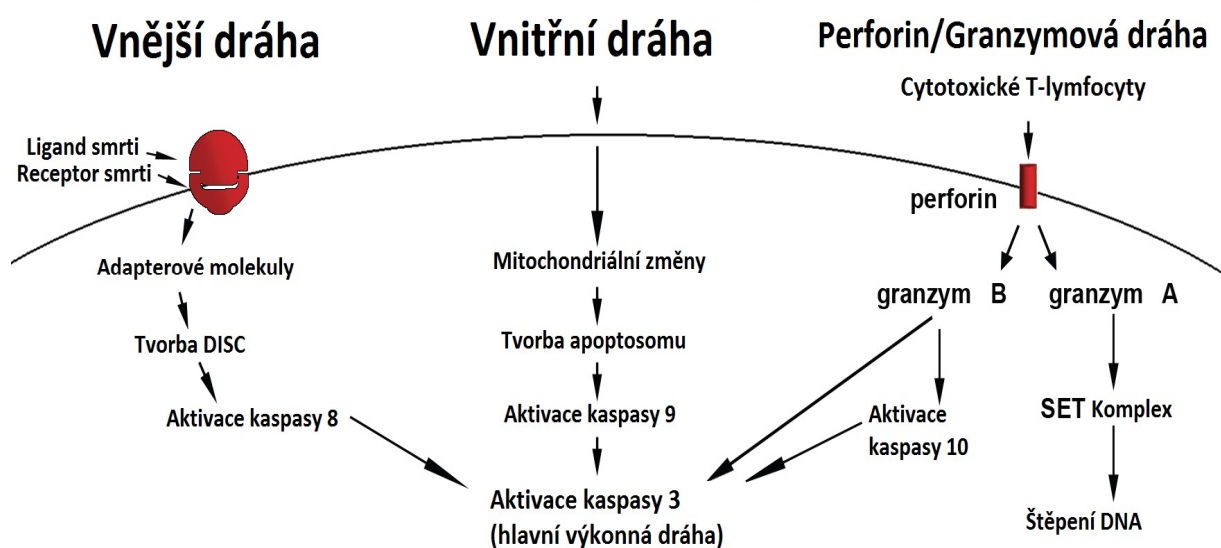 Vnější dráha
Ligand smrti
Receptor smrti
Adapterové molekuly
Tvorba DISC
Aktivace kaspasy 8
Vnitřní dráha
Mitochondriální změny
Tvorba apoptosomu
Aktivace kaspasy 9
Aktivace kaspasy 3
(hlavní výkonná dráha)
Perforin/Granzymová dráha
Cytotoxické T-lymfocyty
perforin
granzym B
Aktivace
kaspasy 10
granzym A
SET Komplex
Štěpení DNA